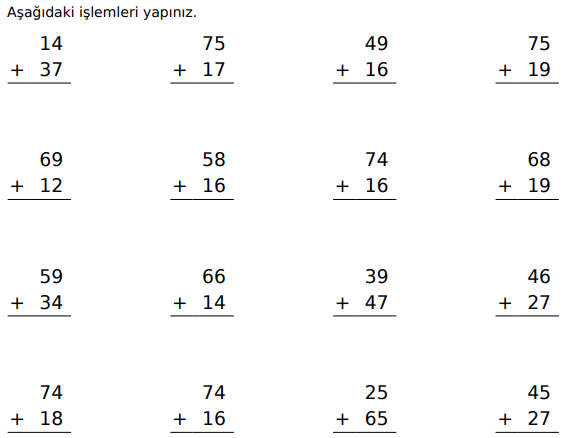 Aşağıdaki işlemleri yapınız.
14 75 49 75
+ 37 + 17 + 16 + 19
69 58 74 68
+ 12 + 16 + 16 + 19
59 66 39 46
+ 34 + 14 + 47 + 27
74 74 25 45
+ 18 + 16 + 65 + 27